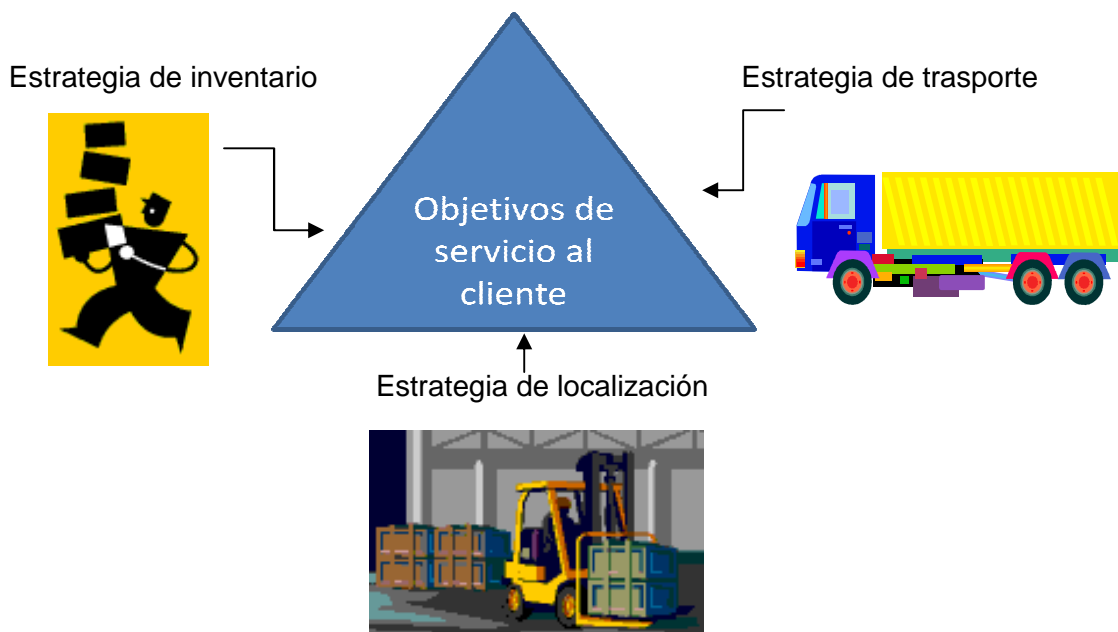 Estrategia de inventario
Estrategia de trasporte
Objetivos de
servicio al
cliente
Estrategia de localización